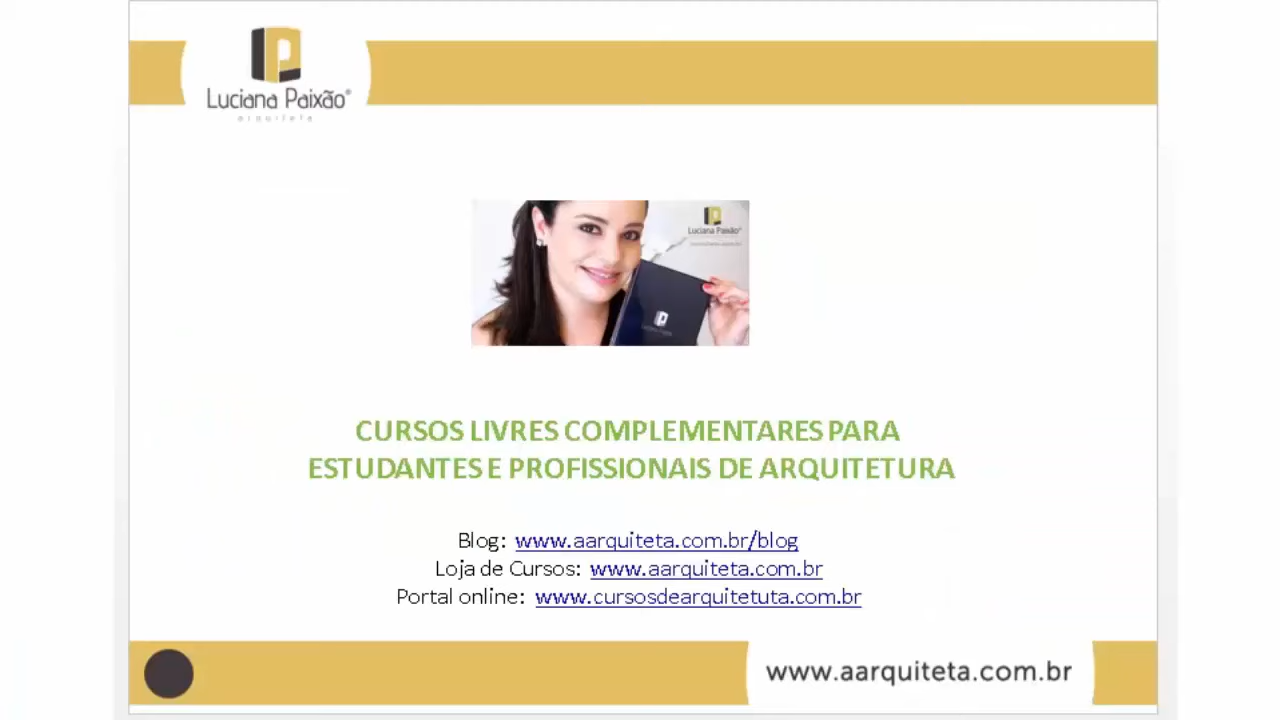 Luciana Paixão®
arquiteta
Luciana Paixão®
CURSOS LIVRES COMPLEMENTARES PARA
ESTUDANTES E PROFISSIONAIS DE ARQUITETURA
Blog: www.aarquiteta.com.br/blog
Loja de Cursos: www.aarquiteta.com.br
Portal online: www.cursosdearquitetuta.com.br
www.aarquiteta.com.br